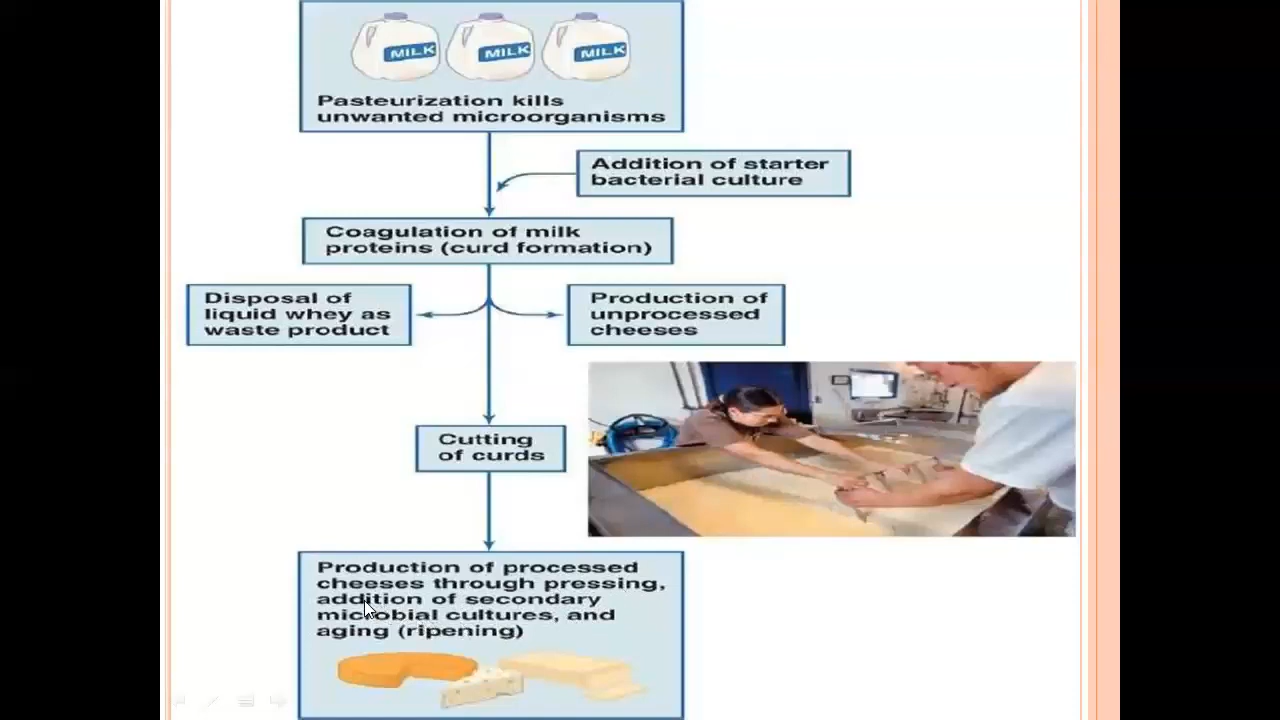 MILK MILK MILK
Pasteurization kills
unwanted microorganisms
Addition of starter
bacterial culture
Coagulation of milk
proteins (curd formation)
Disposal of
liquid whey as
waste product
Production of
unprocessed
cheeses
Cutting
of curds
Production of processed
cheeses through pressing,
addition of secondary
microbial cultures, and
aging (ripening)